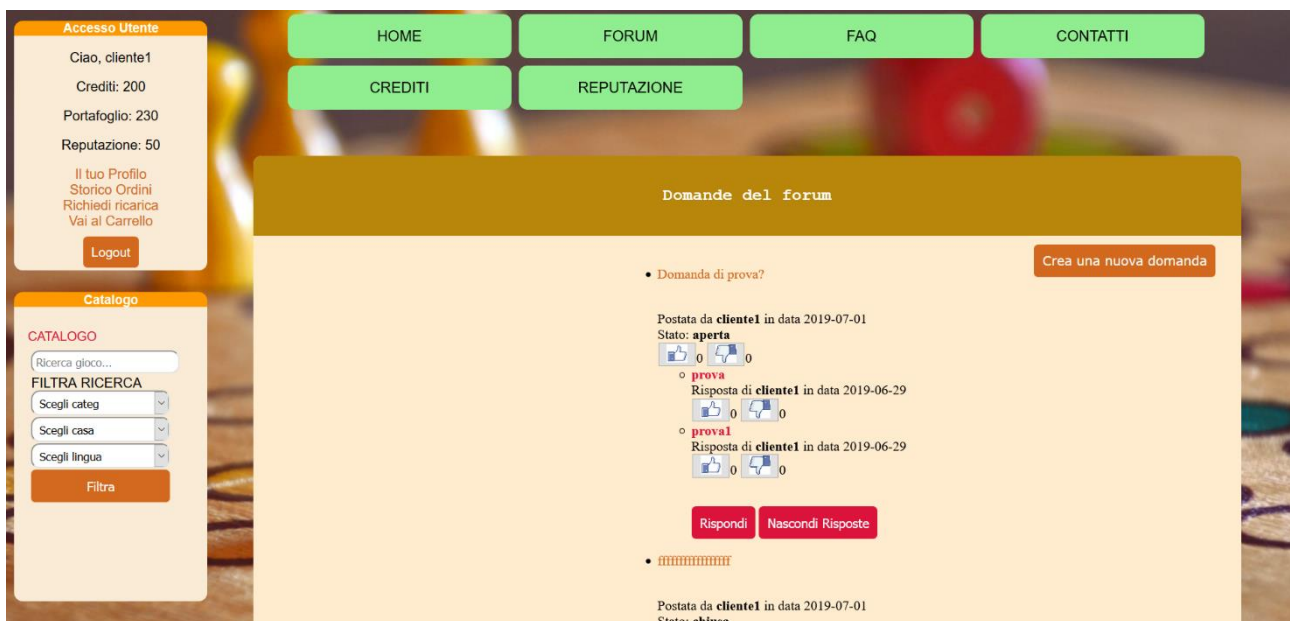 Accesso Utente
Ciao, cliente1
Crediti: 200
Portafoglio: 230
Reputazione: 50
Il tuo Profilo
Storico Ordini
Richiedi ricarica
Vai al Carrello
Logout
Catalogo
CATALOGO
Ricerca gioco...
FILTRA RICERCA
Scegli categ
Scegli casa
Scegli lingua
Filtra
HOME
FORUM
FAQ
CONTATTI
CREDITI
REPUTAZIONE
Domande del forum
Crea una nuova domanda
Domanda di prova?
Postata da cliente1 in data 2019-07-01
Stato: aperta
0 0
prova
Risposta di cliente1 in data 2019-06-29
0 0
prova1
Risposta di cliente1 in data 2019-06-29
0 0
Rispondi Nascondi Risposte
Postata da cliente1 in data 2019-07-01
Stato: chiusa